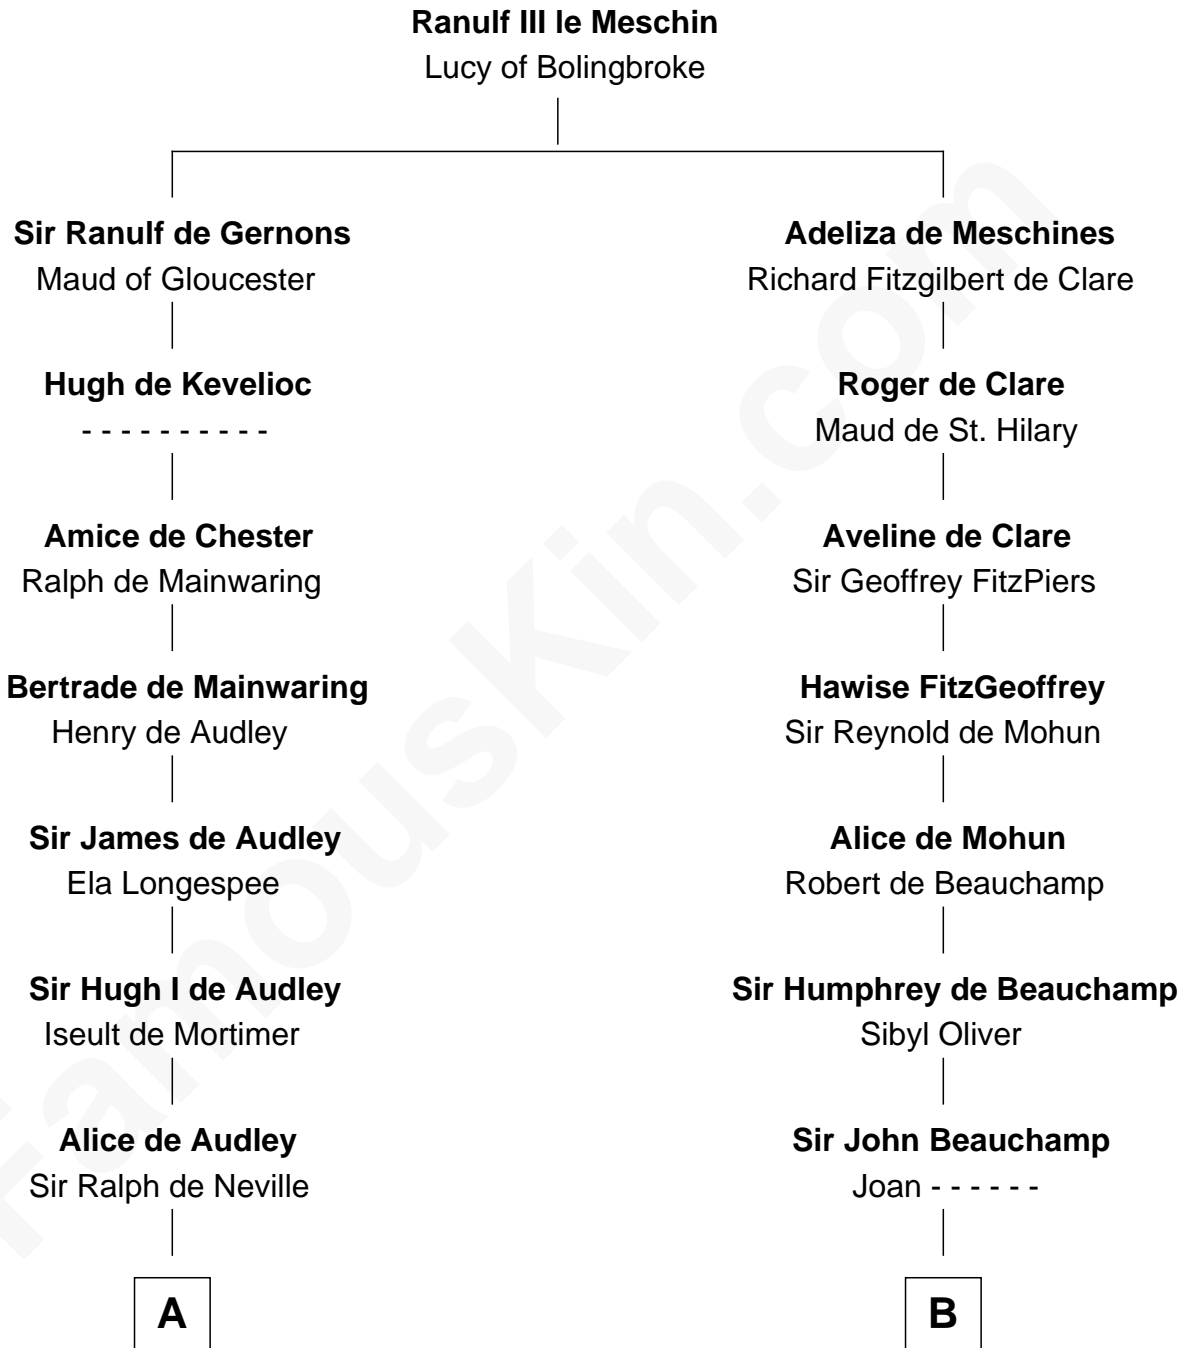 Ranulf III le Meschin
Lucy of Bolingbroke
Sir Ranulf de Gernons
Maud of Gloucester
Adeliza de Meschines
Richard Fitzgilbert de Clare
Hugh de Kevelioc
- - - - - - - - - -
Roger de Clare
Maud de St. Hilary
Amice de Chester
Ralph de Mainwaring
Aveline de Clare
Sir Geoffrey FitzPiers
Bertrade de Mainwaring
Henry de Audley
Hawise FitzGeoffrey
Sir Reynold de Mohun
Sir James de Audley
Ela Longespee
Alice de Mohun
Robert de Beauchamp
Sir Hugh I de Audley
Iseult de Mortimer
Sir Humphrey de Beauchamp
Sibyl Oliver
Alice de Audley
Sir Ralph de Neville
Sir John Beauchamp
Joan - - - - - -
A
B
FamousKin.com